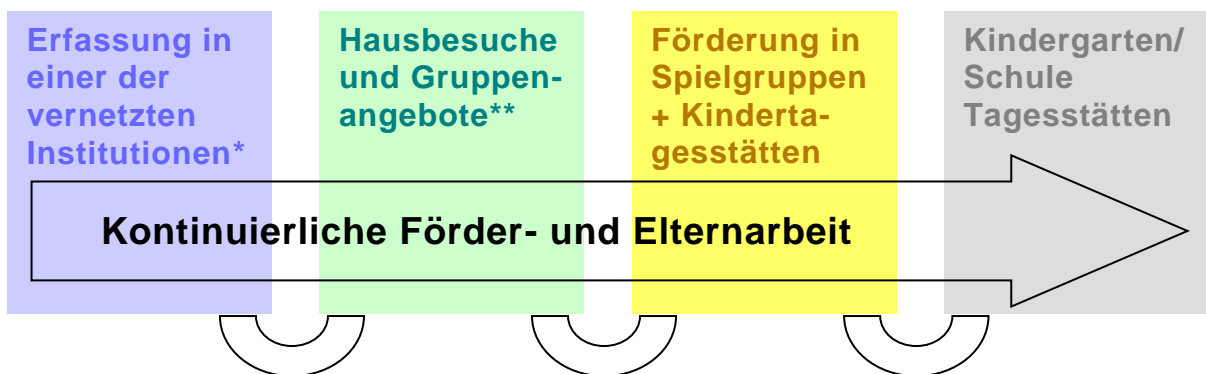 Erfassung in
einer der
vernetzten
Institutionen*
Hausbesuche
und Gruppen-
angebote**
Förderung in
Spielgruppen
+ Kinderta-
gesstätten
Kindergarten/
Schule
Tagesstätten
Kontinuierliche Förder- und Elternarbeit